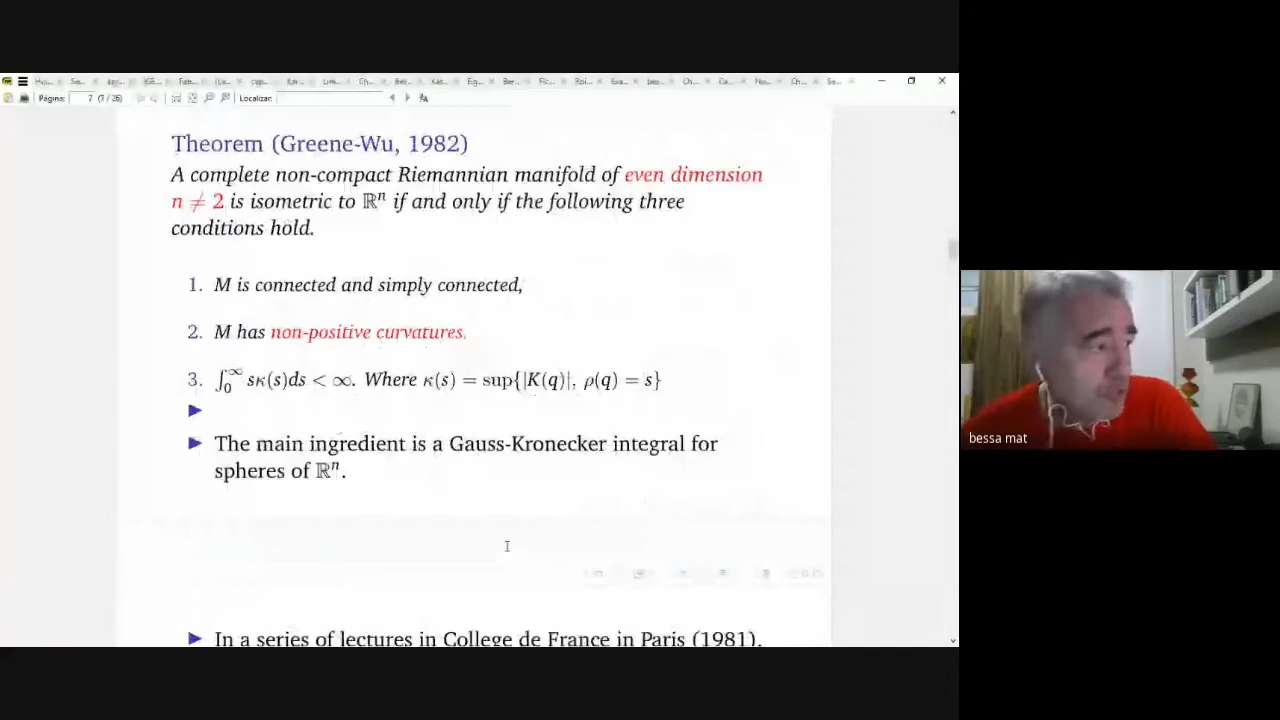 Página: 7 (7 / 26) Localizar:
Theorem (Greene-Wu, 1982)
A complete non-compact Riemannian manifold of even dimension
n ≠ 2 is isometric to ℝⁿ if and only if the following three
conditions hold.
1. M is connected and simply connected,
2. M has non-positive curvatures.
3. ∫₀^∞ sκ(s)ds < ∞. Where κ(s) = sup{|K(q)|, ρ(q) = s}
▶
▶ The main ingredient is a Gauss-Kronecker integral for
spheres of ℝⁿ.
▶ In a series of lectures in College de France in Paris (1981),
bessa mat